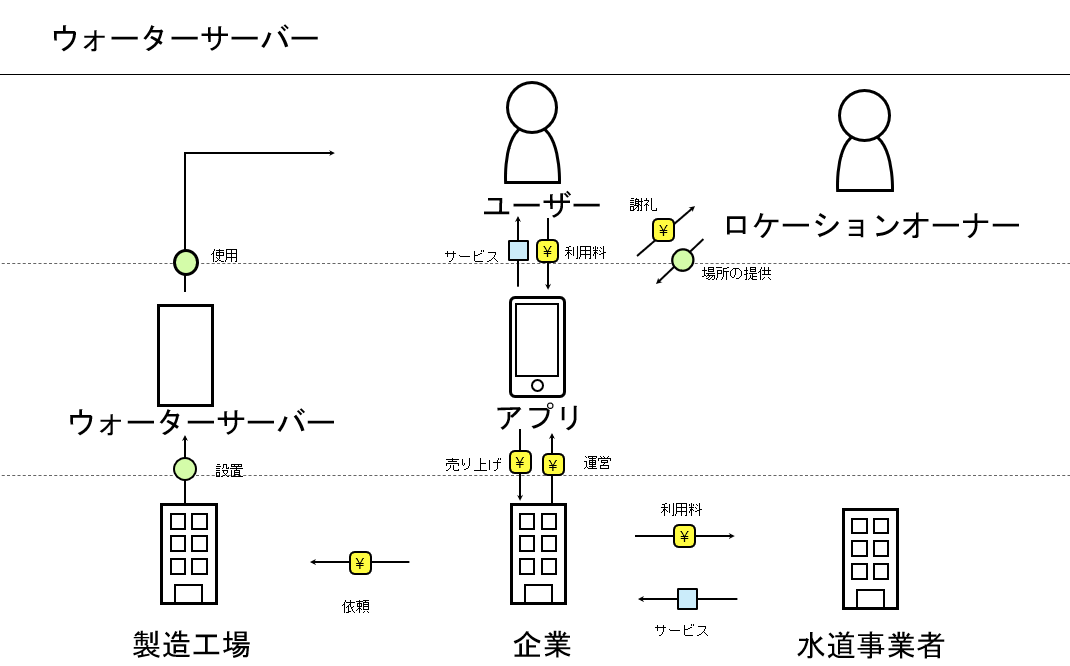 ウォーターサーバー
ユーザー
謝礼
¥
ロケーションオーナー
使用
サービス
¥
利用料
場所の提供
ウォーターサーバー
アプリ
設置
売り上げ
¥
¥
運営
利用料
¥
¥
依頼
サービス
製造工場
企業
水道事業者